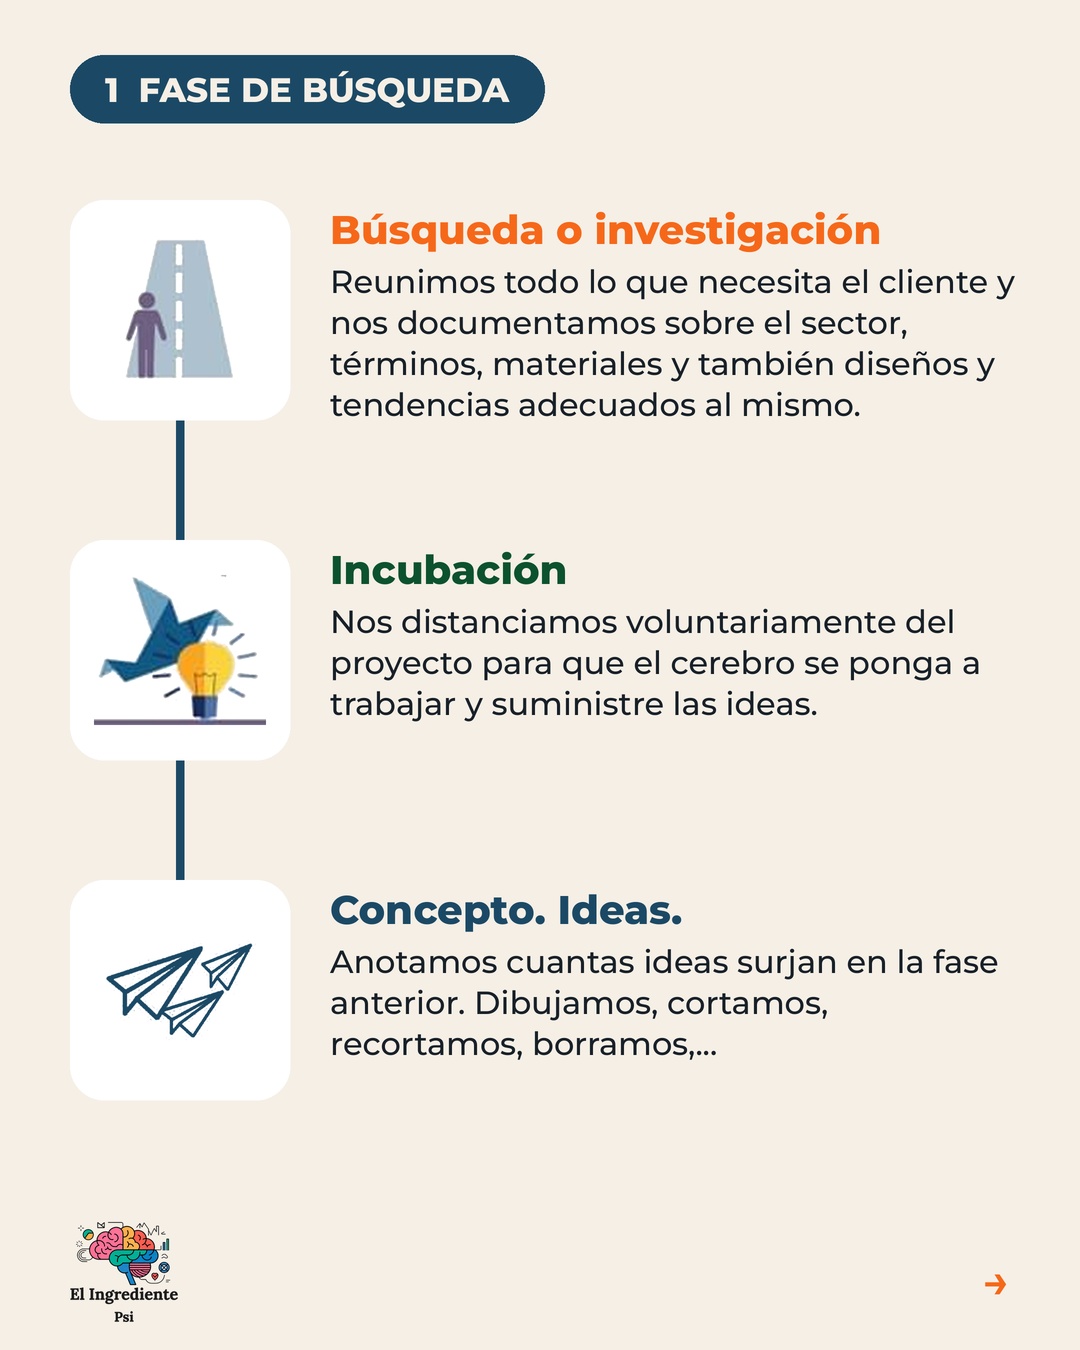 1 FASE DE BÚSQUEDA
Búsqueda o investigación
Reunimos todo lo que necesita el cliente y
nos documentamos sobre el sector,
términos, materiales y también diseños y
tendencias adecuados al mismo.
Incubación
Nos distanciamos voluntariamente del
proyecto para que el cerebro se ponga a
trabajar y suministre las ideas.
Concepto. Ideas.
Anotamos cuantas ideas surjan en la fase
anterior. Dibujamos, cortamos,
recortamos, borramos,...
El Ingrediente
Psi